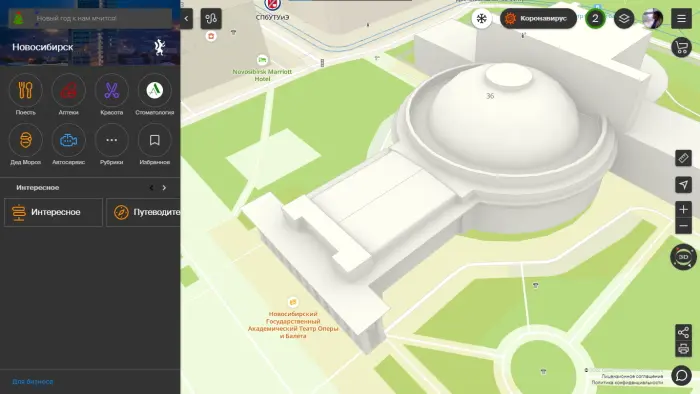 Новый год к нам мчится!
Новосибирск
Поесть
Аптеки
Красота
Стоматология
Дед Мороз
Автосервис
Рубрики
Избранное
Интересное
Интересное
Путеводите
Для бизнеса
СПбУТУиЭ
Novosibirsk Marriott
Hotel
36
Новосибирский
Государственный
Академический Театр Оперы
и Балета
Коронавирус
2
3D
Лицензионное соглашение
Политика конфиденциальности